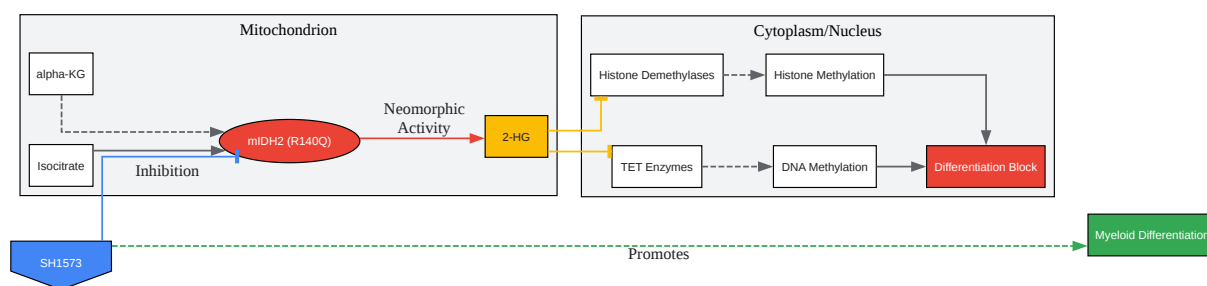 Mitochondrion
Cytoplasm/Nucleus
alpha-KG
Histone Demethylases
Histone Methylation
Neomorphic
Activity
mIDH2 (R140Q)
2-HG
Isocitrate
Inhibition
TET Enzymes
DNA Methylation
Differentiation Block
Myeloid Differentiation
Promotes
SH1573